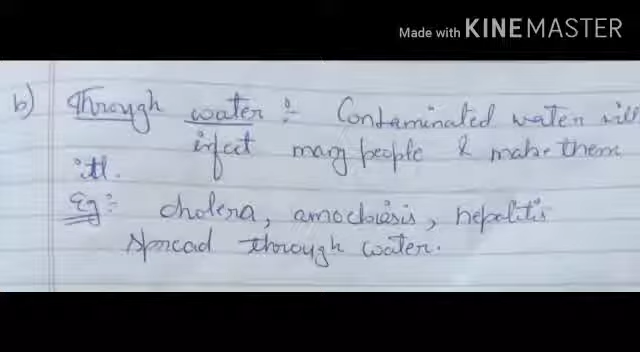 Made with KINEMASTER
b) Through water :- Contaminated water will
infect many people & make them
ill.
Eg:- cholera, amoebiasis, hepatitis
spread through water.